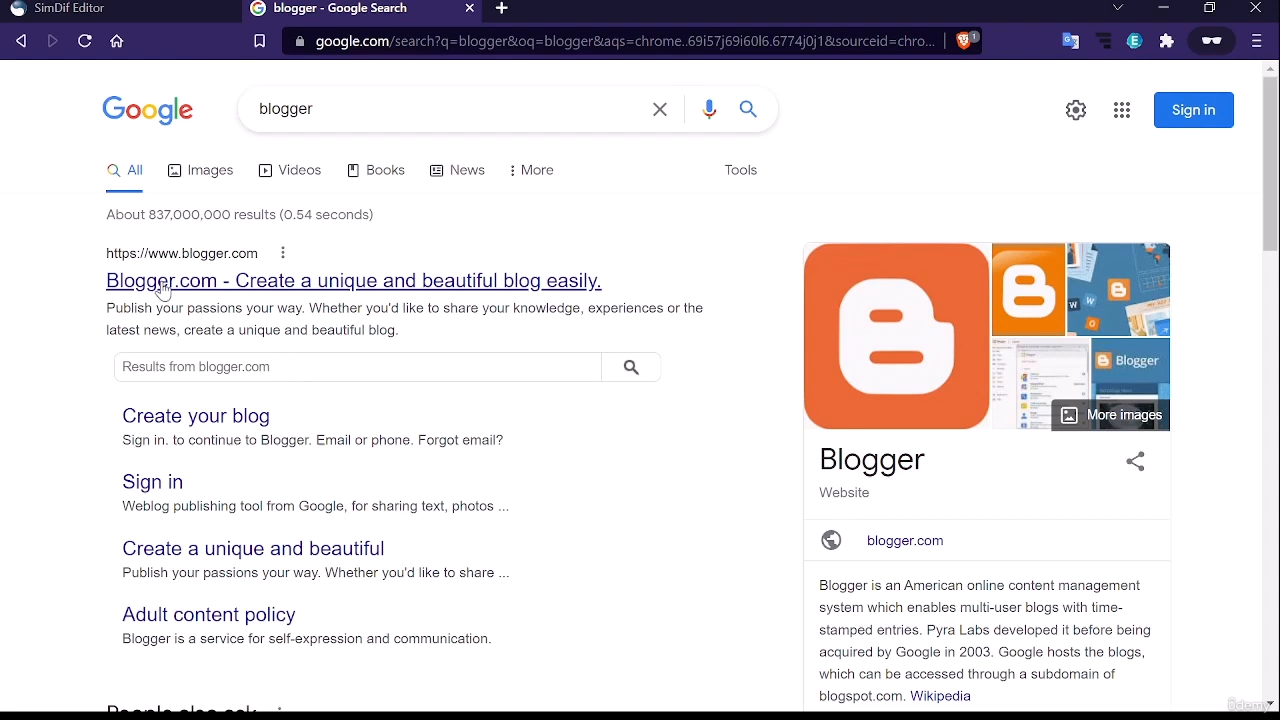 SimDif Editor
blogger - Google Search
google.com/search?q=blogger&oq=blogger&aqs=chrome..69i57j69i60l6.6774j0j1&sourceid=chro...
1
E
Google
blogger
Sign in
All
Images
Videos
Books
News
More
Tools
About 837,000,000 results (0.54 seconds)
https://www.blogger.com
Blogger.com - Create a unique and beautiful blog easily.
Publish your passions your way. Whether you'd like to share your knowledge, experiences or the
latest news, create a unique and beautiful blog.
Results from blogger.com
Create your blog
Sign in. to continue to Blogger. Email or phone. Forgot email?
Sign in
Weblog publishing tool from Google, for sharing text, photos ...
Create a unique and beautiful
Publish your passions your way. Whether you'd like to share ...
Adult content policy
Blogger is a service for self-expression and communication.
People also ask
Blogger
More images
Blogger
Website
blogger.com
Blogger is an American online content management
system which enables multi-user blogs with time-
stamped entries. Pyra Labs developed it before being
acquired by Google in 2003. Google hosts the blogs,
which can be accessed through a subdomain of
blogspot.com. Wikipedia
ûdemy